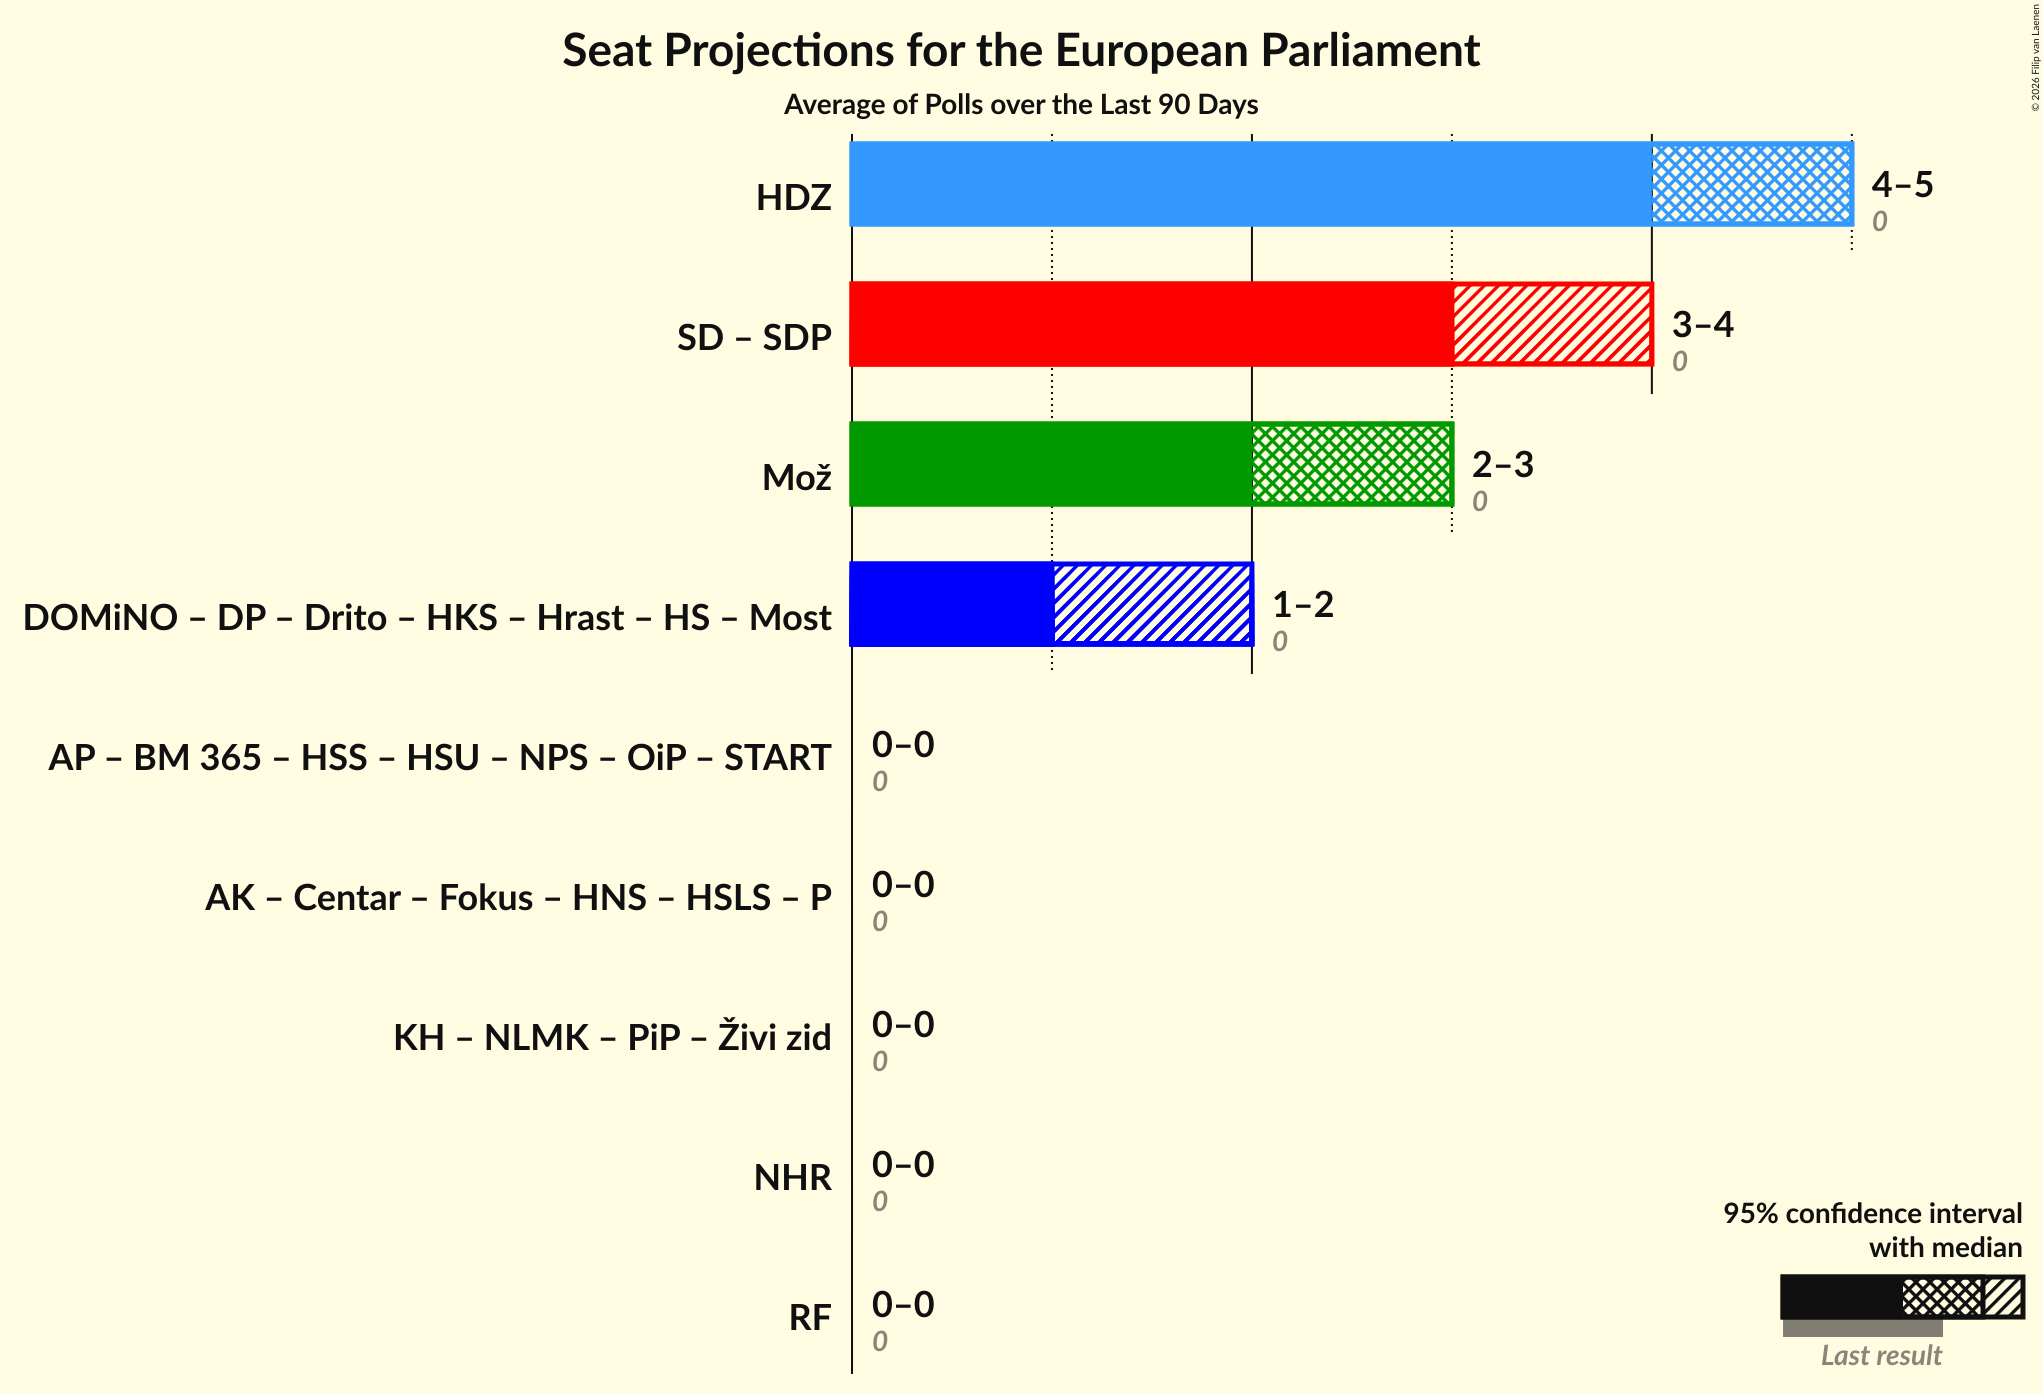 Seat Projections for the European Parliament
Average of Polls over the Last 90 Days
© 2026 Filip van Laenen
HDZ
4–5
0
SD – SDP
3–4
0
Mož
2–3
0
DOMiNO – DP – Drito – HKS – Hrast – HS – Most
1–2
0
AP – BM 365 – HSS – HSU – NPS – OiP – START
0–0
0
AK – Centar – Fokus – HNS – HSLS – P
0–0
0
KH – NLMK – PiP – Živi zid
0–0
0
NHR
0–0
0
RF
0–0
0
95% confidence interval
with median
Last result